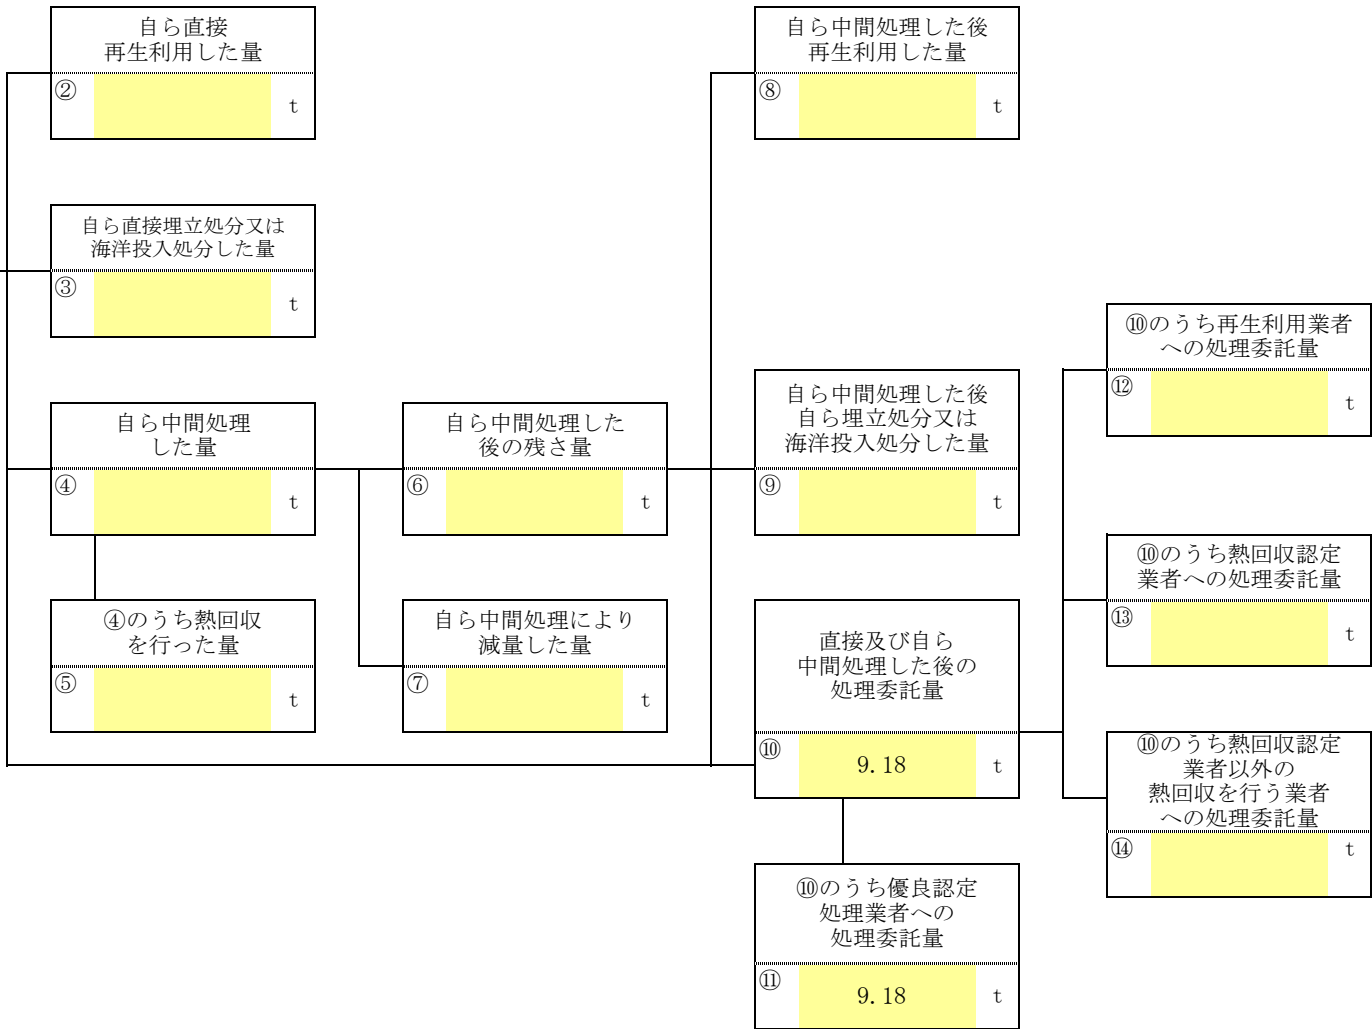 自ら直接
再生利用した量
②
t
自ら直接埋立処分又は
海洋投入処分した量
③
t
自ら中間処理
した量
④
t
④のうち熱回収
を行った量
⑤
t
自ら中間処理した
後の残さ量
⑥
t
自ら中間処理により
減量した量
⑦
t
自ら中間処理した後
再生利用した量
⑧
t
自ら中間処理した後
自ら埋立処分又は
海洋投入処分した量
⑨
t
直接及び自ら
中間処理した後の
処理委託量
⑩ 9.18 t
⑩のうち優良認定
処理業者への
処理委託量
⑪ 9.18 t
⑩のうち再生利用業者
への処理委託量
⑫
t
⑩のうち熱回収認定
業者への処理委託量
⑬
t
⑩のうち熱回収認定
業者以外の
熱回収を行う業者
への処理委託量
⑭
t